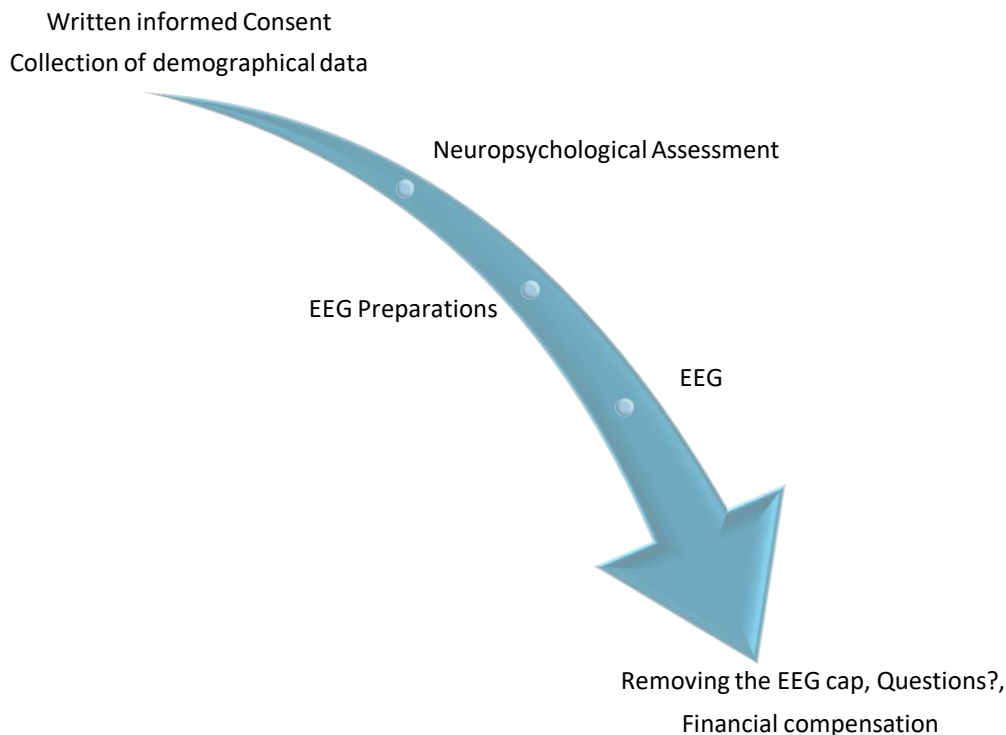 Written informed Consent
Collection of demographical data
Neuropsychological Assessment
EEG Preparations
EEG
Removing the EEG cap, Questions?,
Financial compensation